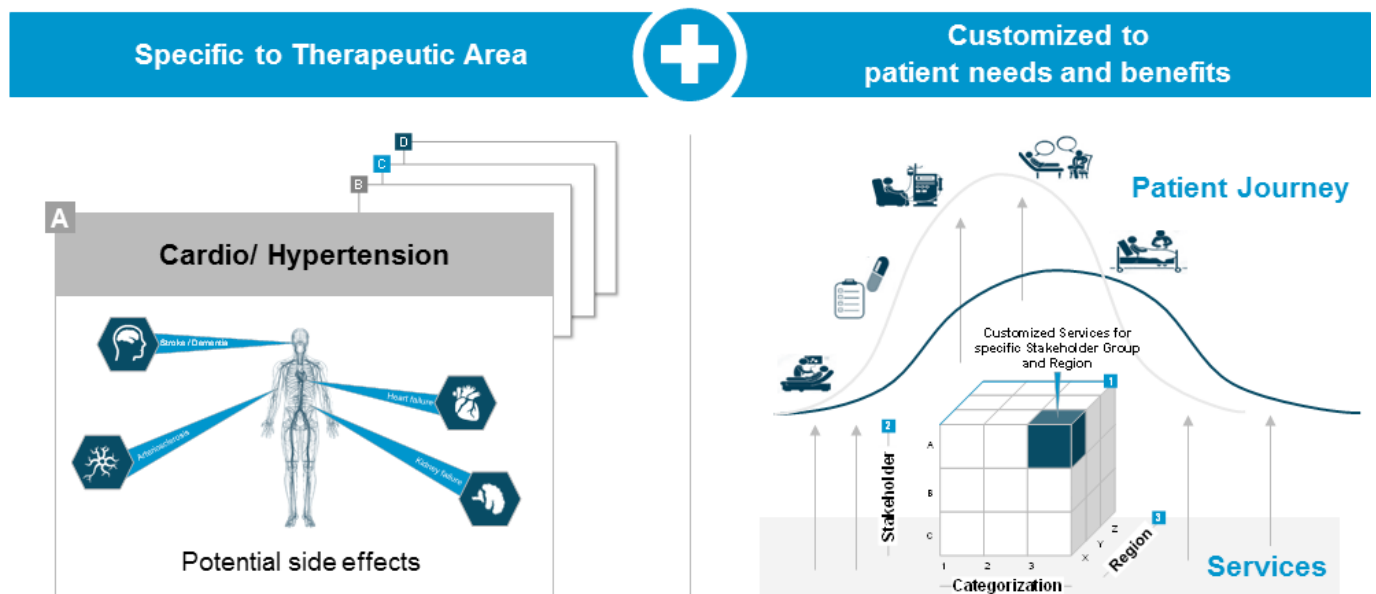 Specific to Therapeutic Area
Customized to
patient needs and benefits
D
C
B
A
Cardio/ Hypertension
Stroke / Dementia
Heart failure
Arteriosclerosis
Kidney failure
Potential side effects
Patient Journey
Customized Services for
specific Stakeholder Group
and Region
1
2
Stakeholder
A
B
C
1
2
3
Categorization
X
Y
Z
3
Region
Services